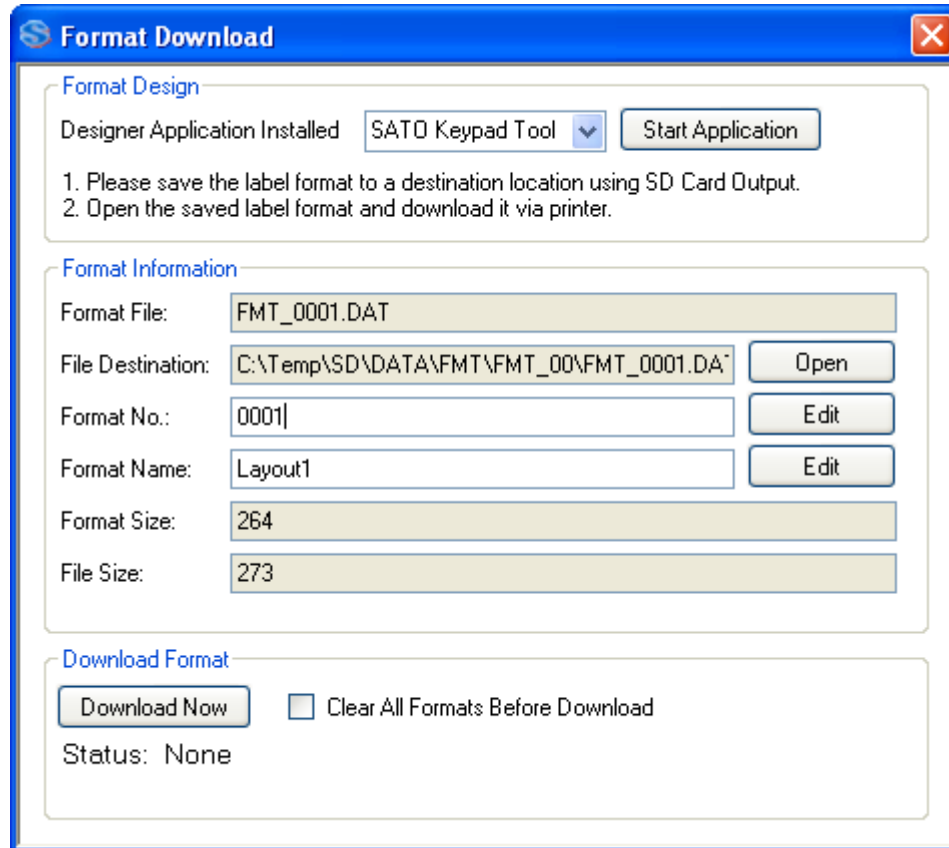 Format Download
Format Design
Designer Application Installed SATO Keypad Tool Start Application
1. Please save the label format to a destination location using SD Card Output.
2. Open the saved label format and download it via printer.
Format Information
Format File: FMT_0001.DAT
File Destination: C:\Temp\SD\DATA\FMT\FMT_00\FMT_0001.DAT Open
Format No.: 0001 Edit
Format Name: Layout1 Edit
Format Size: 264
File Size: 273
Download Format
Download Now Clear All Formats Before Download
Status: None